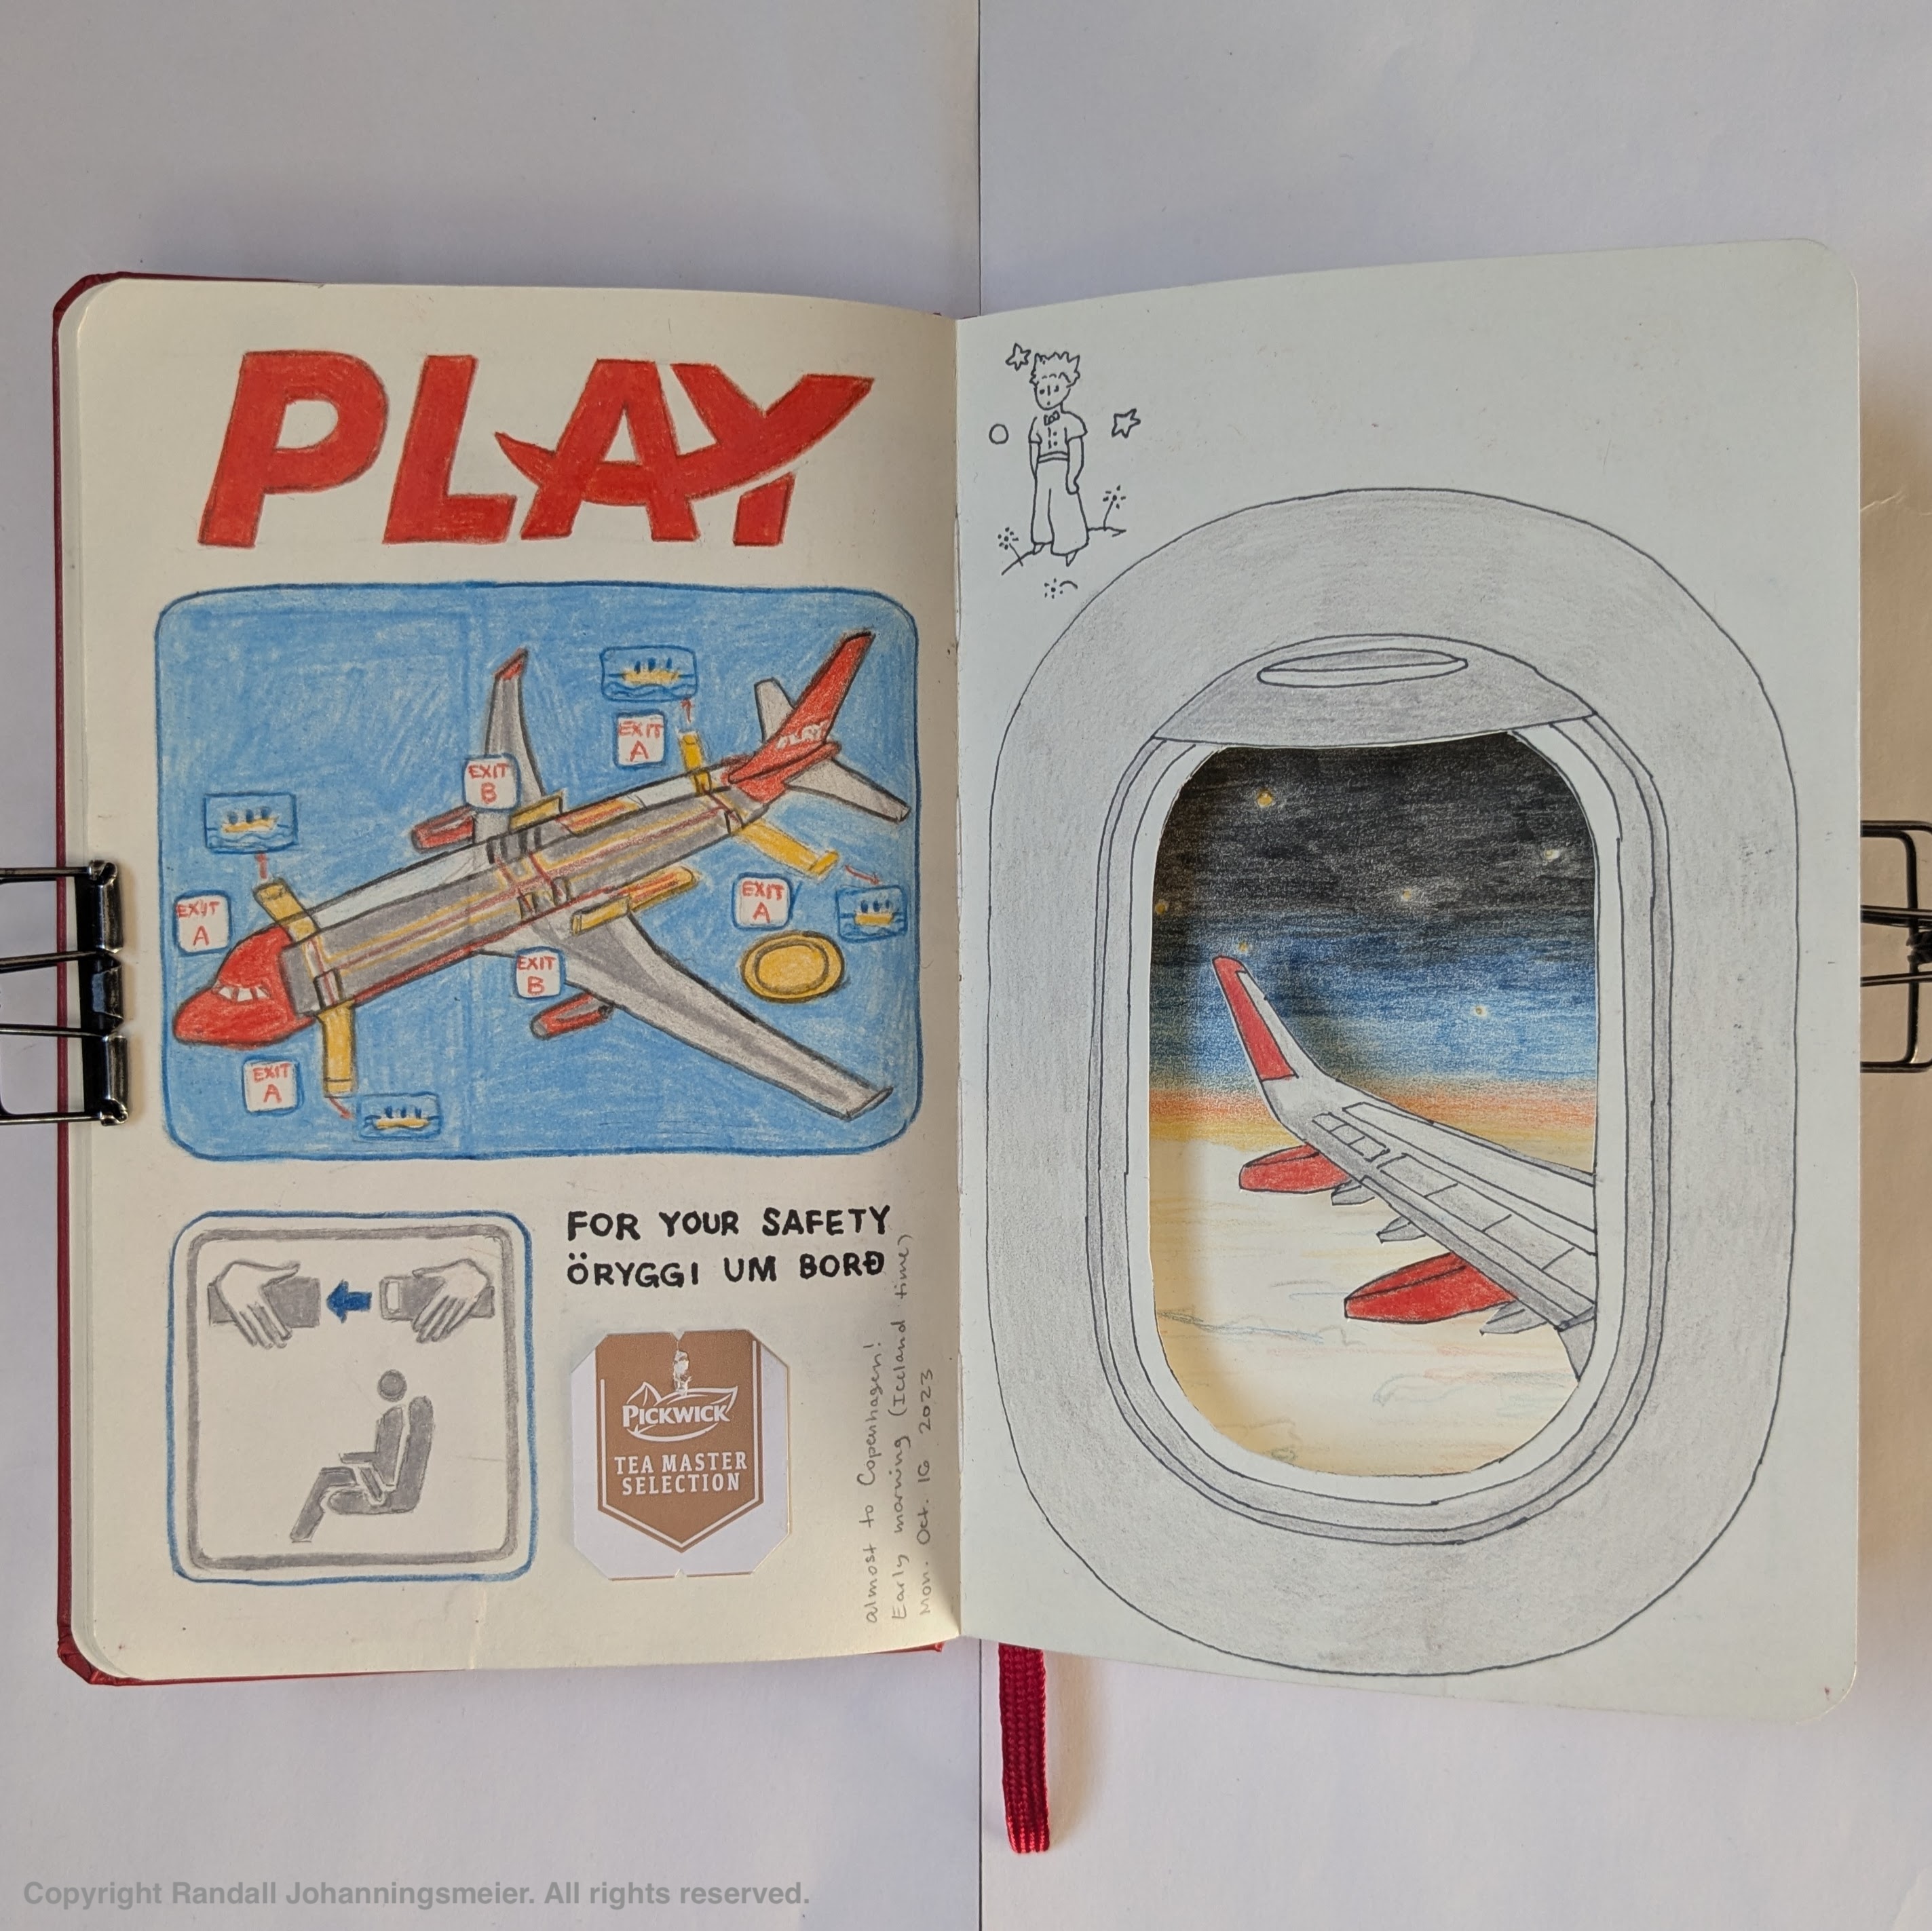 PLAY
PLAY
EXIT
A
EXIT
B
EXIT
A
EXIT
A
EXIT
B
EXIT
A
FOR YOUR SAFETY
ÖRYGGI UM BORÐ
PICKWICK
TEA MASTER
SELECTION
almost to Copenhagen!
Early morning (Iceland time)
Mon. Oct. 16 2023
Copyright Randall Johanningsmeier. All rights reserved.